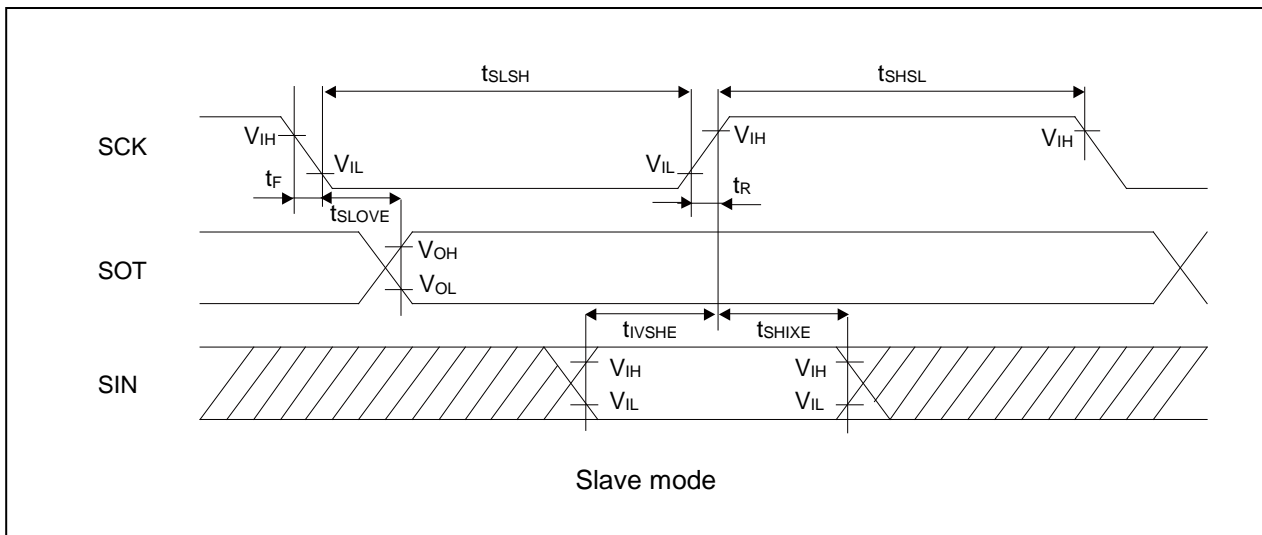 tSLSH
tSHSL
SCK
VIH
VIL
VIL
VIH
VIH
tF
tR
tSLOVE
SOT
VOH
VOL
tIVSHE
tSHIXE
SIN
VIH
VIL
VIH
VIL
Slave mode